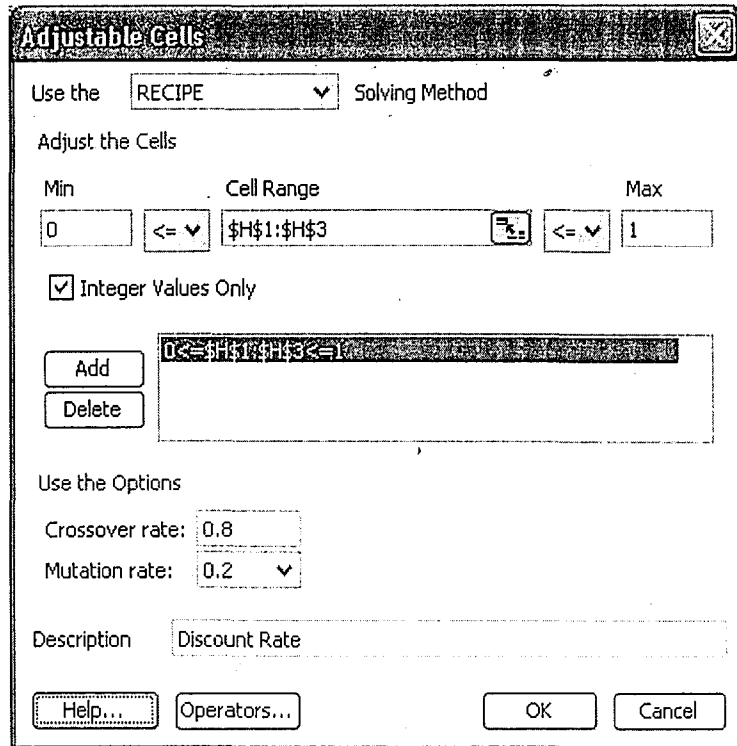 Adjustable Cells
Use the RECIPE Solving Method
Adjust the Cells
Min Cell Range Max
0 <= $H$1:$H$3 <= 1
Integer Values Only
0<=$H$1:$H$3<=1
Add
Delete
Use the Options
Crossover rate: 0.8
Mutation rate: 0.2
Description Discount Rate
Help... Operators... OK Cancel